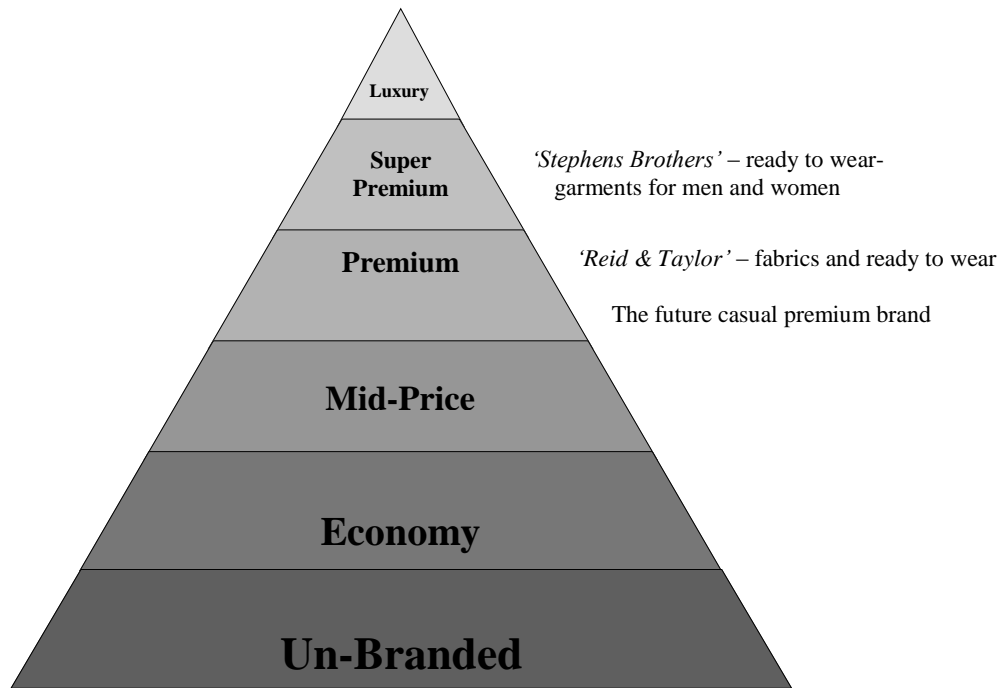 Luxury
Super
Premium
‘Stephens Brothers’ – ready to wear-
garments for men and women
Premium
‘Reid & Taylor’ – fabrics and ready to wear
The future casual premium brand
Mid-Price
Economy
Un-Branded